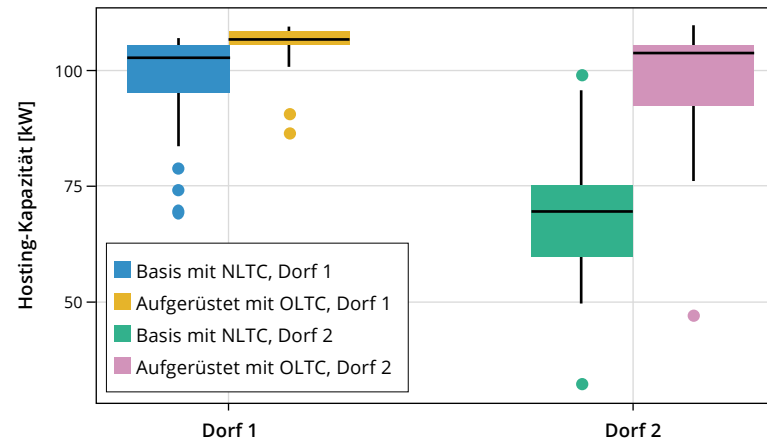 Hosting-Kapazität [kW]
100
75
50
Basis mit NLTC, Dorf 1
Aufgerüstet mit OLTC, Dorf 1
Basis mit NLTC, Dorf 2
Aufgerüstet mit OLTC, Dorf 2
Dorf 1
Dorf 2